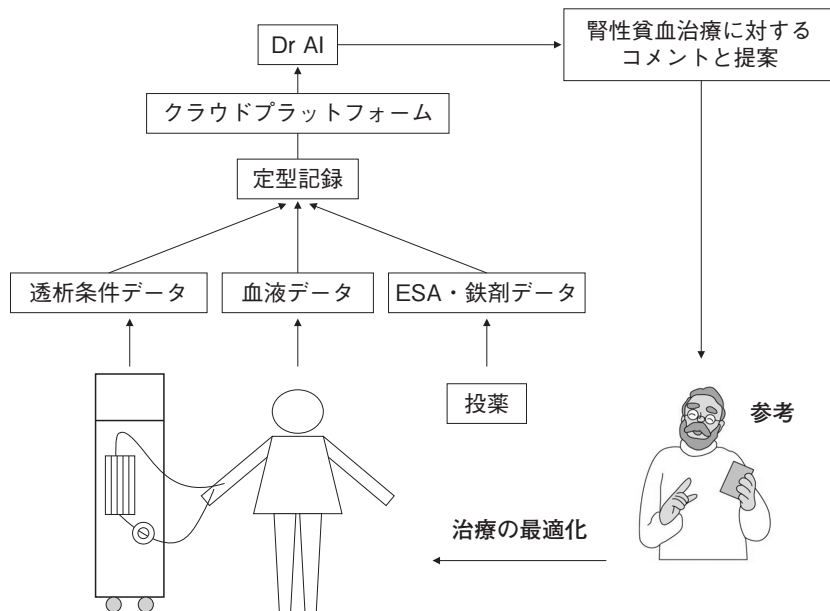 Dr AI
腎性貧血治療に対する
コメントと提案
クラウドプラットフォーム
定型記録
透析条件データ
血液データ
ESA・鉄剤データ
投薬
参考
治療の最適化